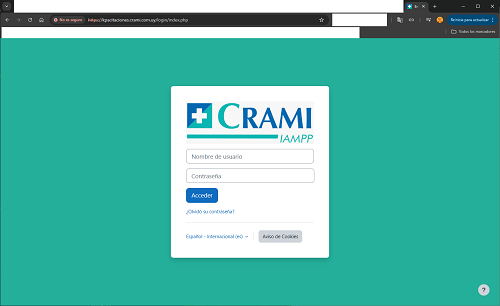 No es seguro https://capacitaciones.crami.com.uy/login/index.php
Reinicia para actualizar
Todos los marcadores
CRAMI
IAMPP
Nombre de usuario
Contraseña
Acceder
¿Olvidó su contraseña?
Español - Internacional (es)
Aviso de Cookies
?